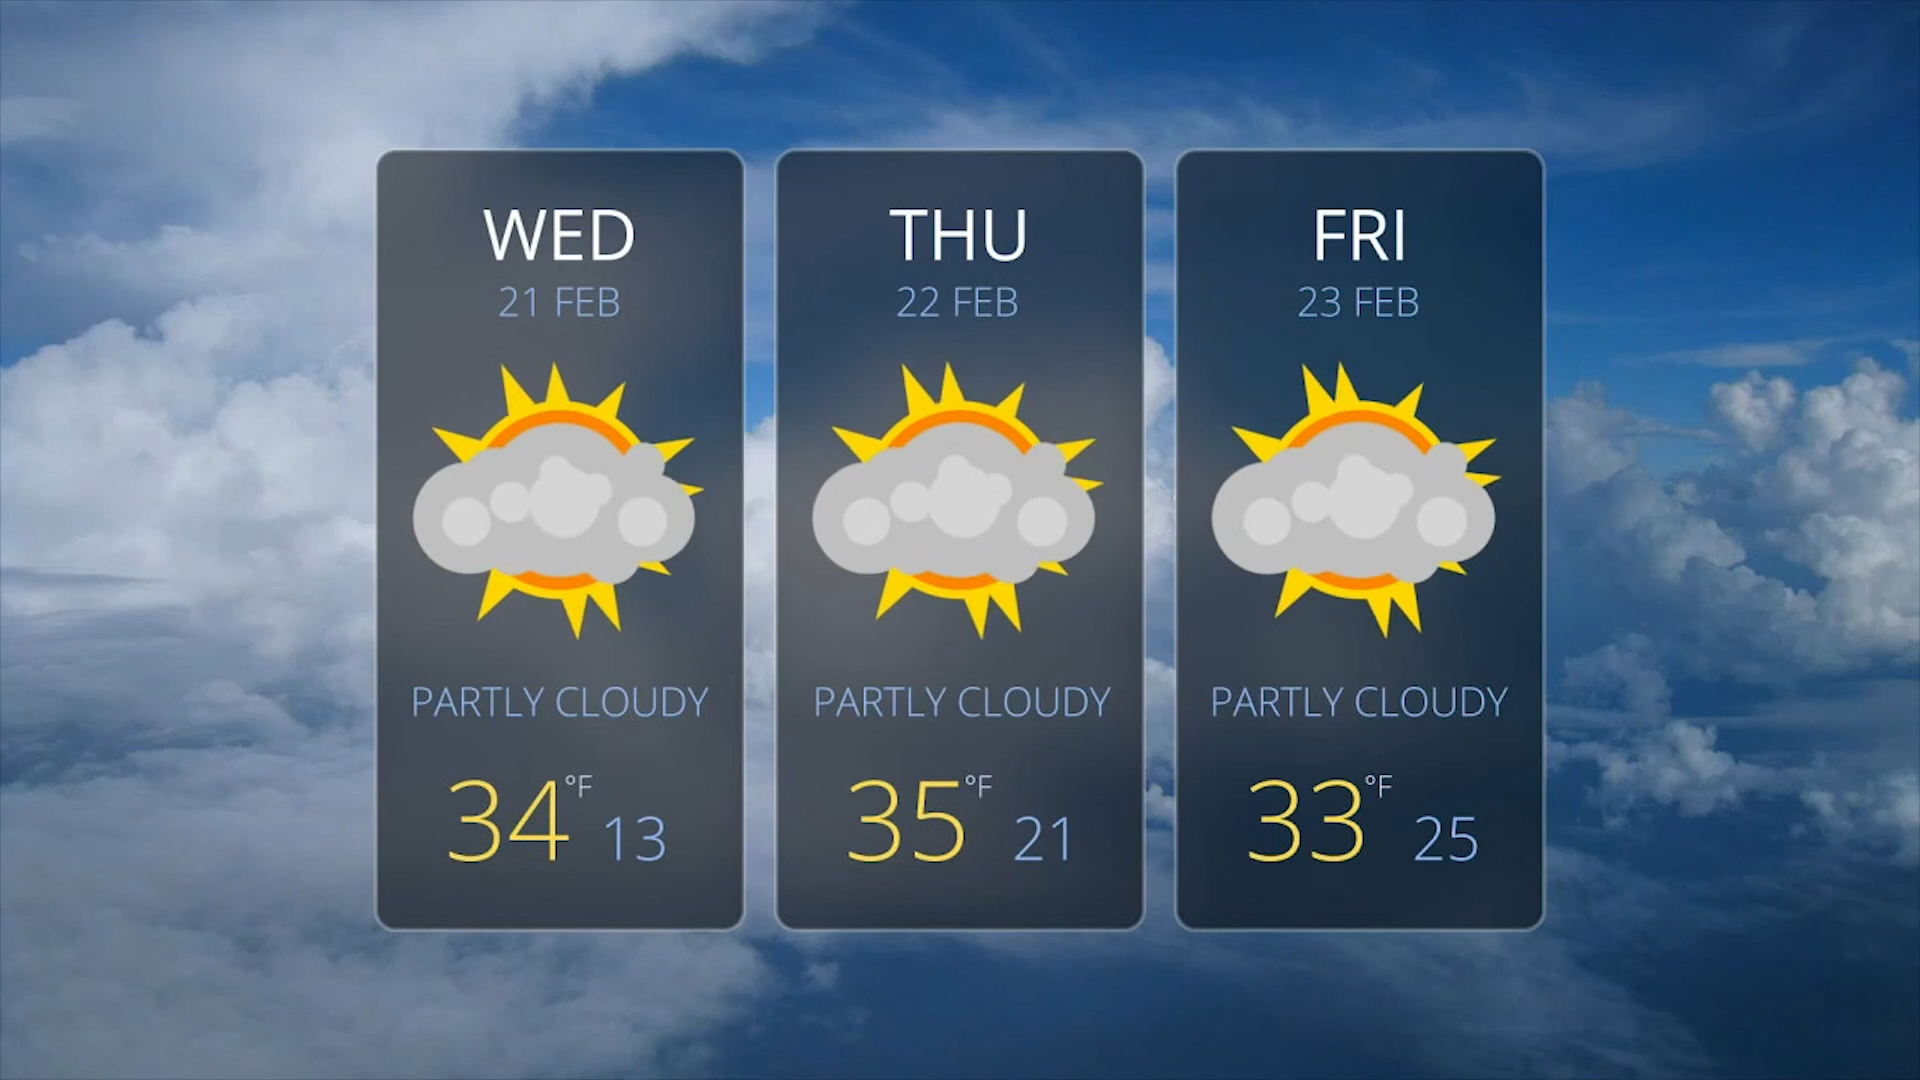 WED
21 FEB
PARTLY CLOUDY
34°F 13
THU
22 FEB
PARTLY CLOUDY
35°F 21
FRI
23 FEB
PARTLY CLOUDY
33°F 25